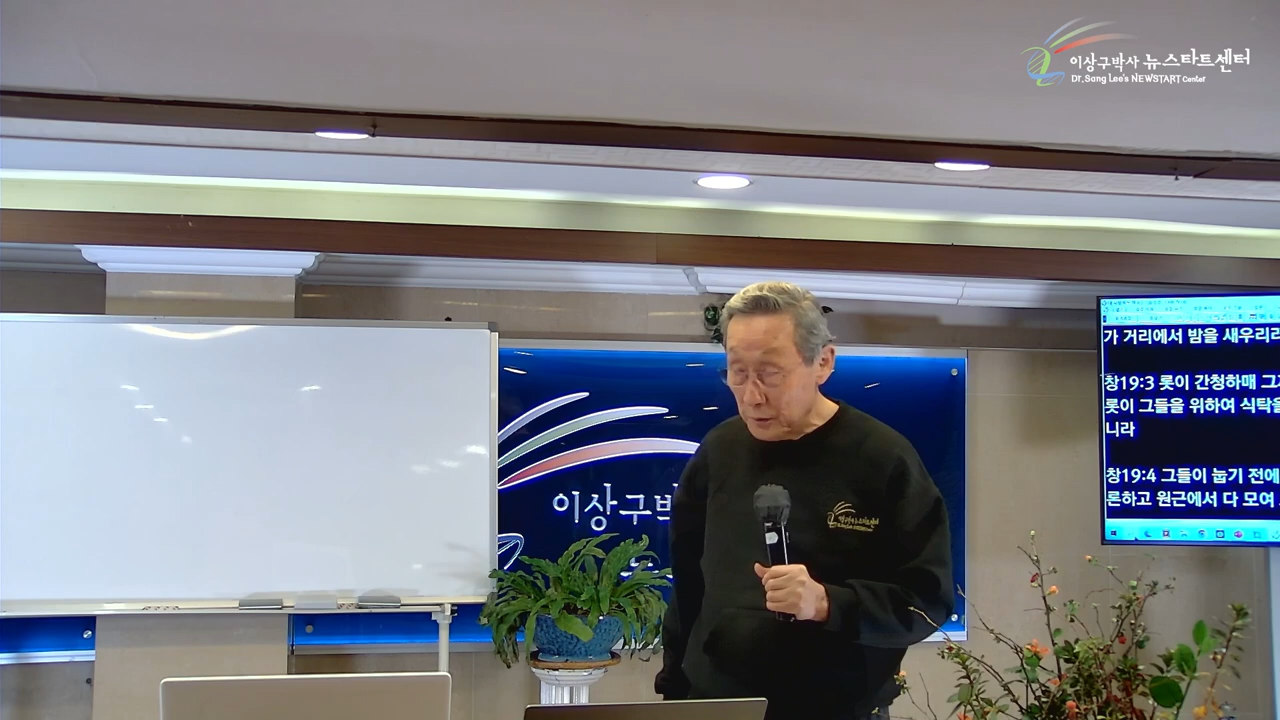 이상구박사 뉴스타트센터
Dr. Sang Lee's NEWSTART Center
가 거리에서 밤을 새우리라
창19:3 롯이 간청하매 그
롯이 그들을 위하여 식탁을
니라
창19:4 그들이 눕기 전에
론하고 원근에서 다 모여
이상구박